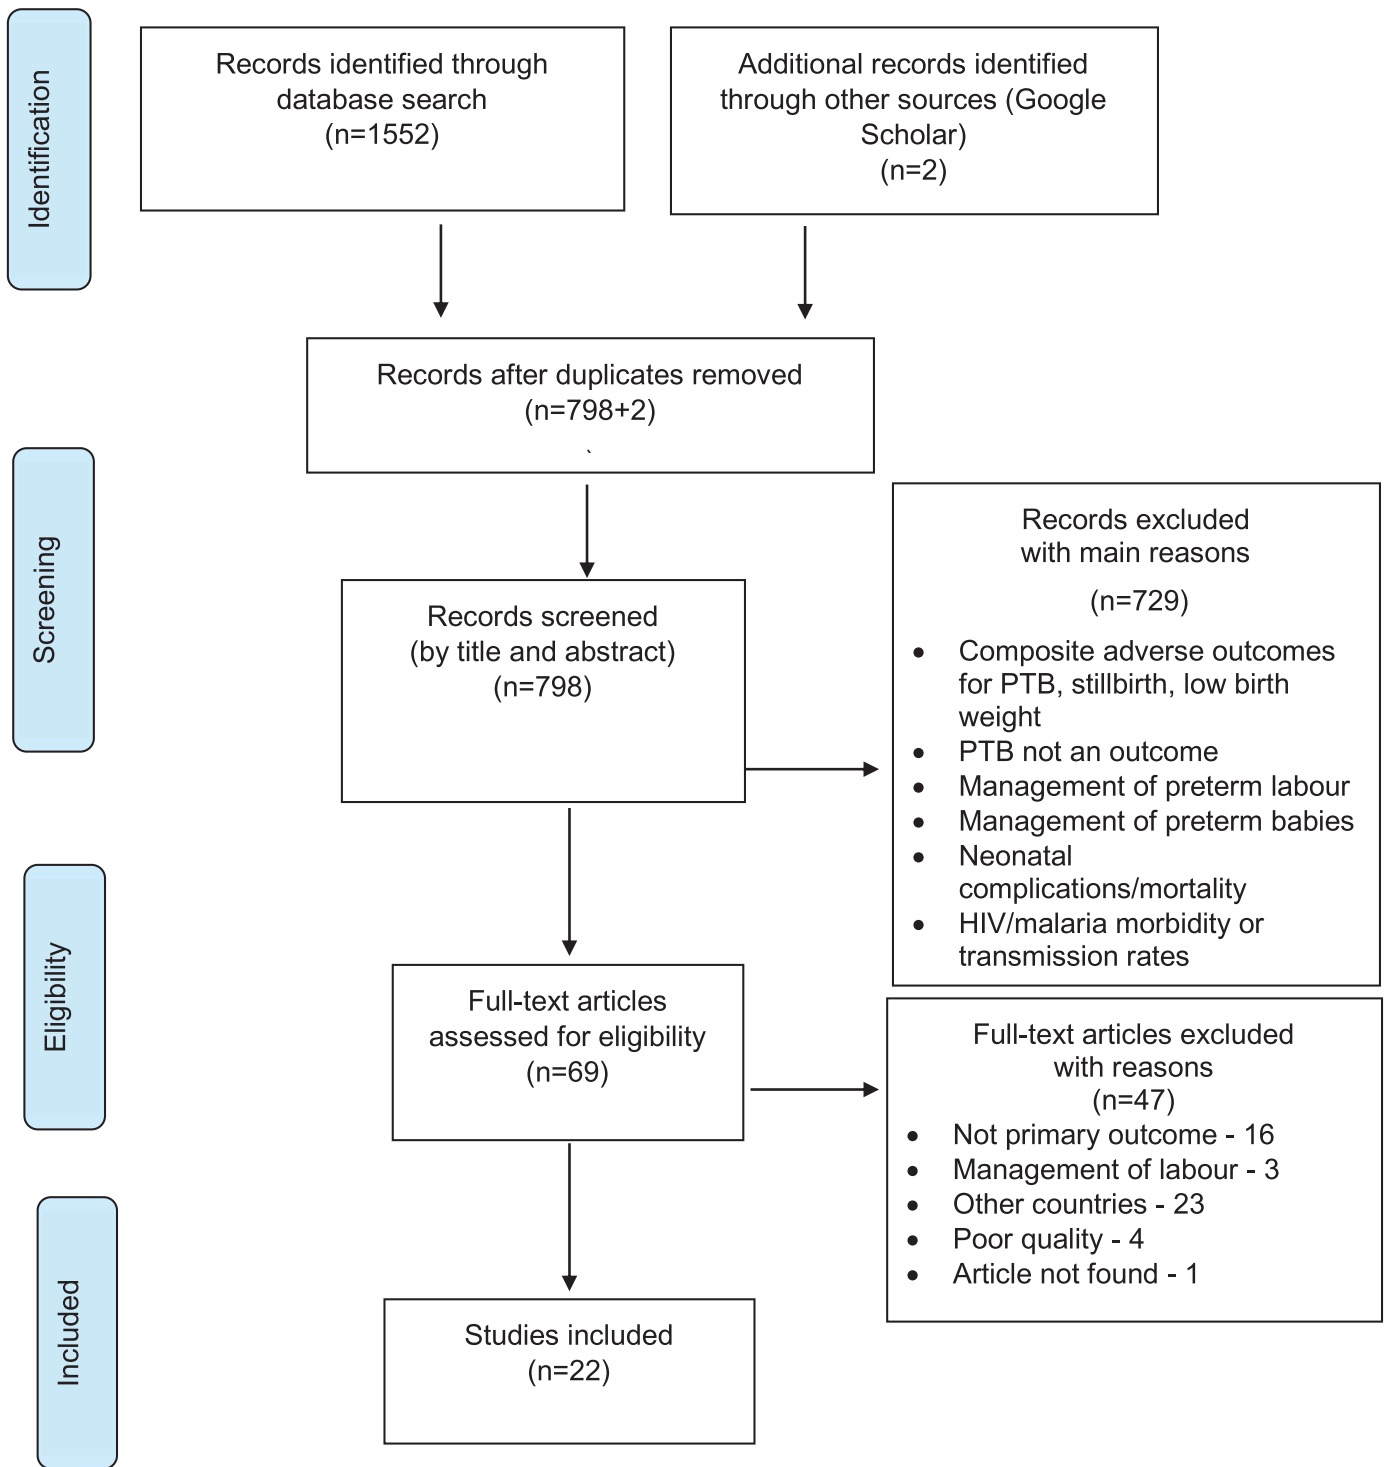 Identification
Records identified through
database search
(n=1552)
Additional records identified
through other sources (Google
Scholar)
(n=2)
Records after duplicates removed
(n=798+2)
Screening
Records screened
(by title and abstract)
(n=798)
Records excluded
with main reasons
(n=729)
• Composite adverse outcomes
for PTB, stillbirth, low birth
weight
• PTB not an outcome
• Management of preterm labour
• Management of preterm babies
• Neonatal
complications/mortality
• HIV/malaria morbidity or
transmission rates
Eligibility
Full-text articles
assessed for eligibility
(n=69)
Full-text articles excluded
with reasons
(n=47)
• Not primary outcome - 16
• Management of labour - 3
• Other countries - 23
• Poor quality - 4
• Article not found - 1
Included
Studies included
(n=22)